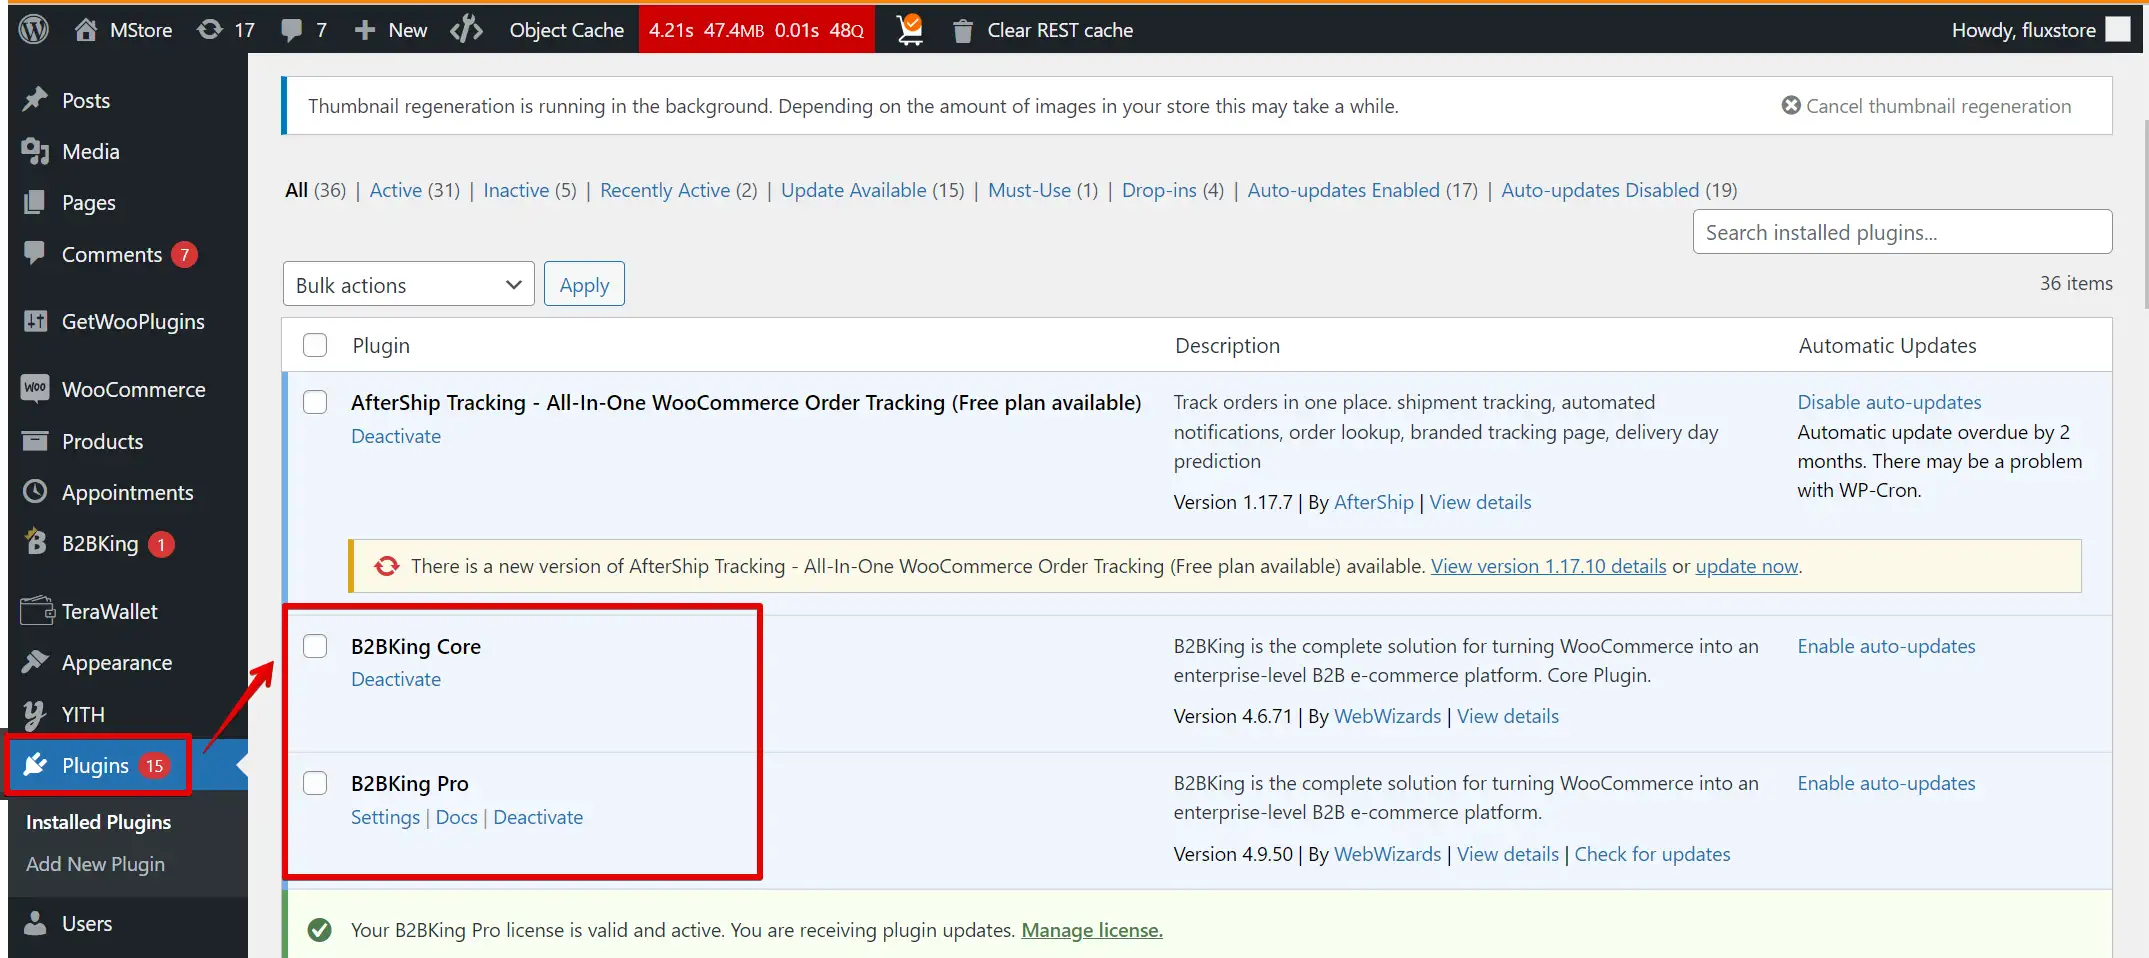 MStore 17 7 New Object Cache 4.21s 47.4MB 0.01s 48Q Clear REST cache Howdy, fluxstore
Posts
Media
Pages
Comments 7
GetWooPlugins
WooCommerce
Products
Appointments
B2BKing 1
TeraWallet
Appearance
YITH
Plugins 15
Installed Plugins
Add New Plugin
Users
Thumbnail regeneration is running in the background. Depending on the amount of images in your store this may take a while. Cancel thumbnail regeneration
All (36) | Active (31) | Inactive (5) | Recently Active (2) | Update Available (15) | Must-Use (1) | Drop-ins (4) | Auto-updates Enabled (17) | Auto-updates Disabled (19)
Search installed plugins...
Bulk actions Apply 36 items
Plugin Description Automatic Updates
AfterShip Tracking - All-In-One WooCommerce Order Tracking (Free plan available)
Deactivate
Track orders in one place. shipment tracking, automated
notifications, order lookup, branded tracking page, delivery day
prediction
Version 1.17.7 | By AfterShip | View details
Disable auto-updates
Automatic update overdue by 2
months. There may be a problem
with WP-Cron.
There is a new version of AfterShip Tracking - All-In-One WooCommerce Order Tracking (Free plan available) available. View version 1.17.10 details or update now.
B2BKing Core
Deactivate
B2BKing is the complete solution for turning WooCommerce into an
enterprise-level B2B e-commerce platform. Core Plugin.
Version 4.6.71 | By WebWizards | View details
Enable auto-updates
B2BKing Pro
Settings | Docs | Deactivate
B2BKing is the complete solution for turning WooCommerce into an
enterprise-level B2B e-commerce platform.
Version 4.9.50 | By WebWizards | View details | Check for updates
Enable auto-updates
Your B2BKing Pro license is valid and active. You are receiving plugin updates. Manage license.